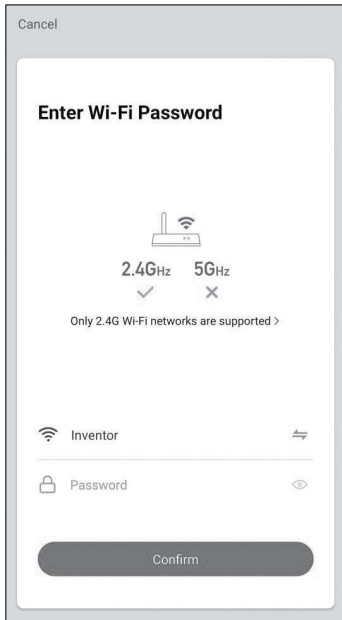 Cancel
Enter Wi-Fi Password
2.4GHz 5GHz
Only 2.4G Wi-Fi networks are supported >
Inventor
Password
Confirm